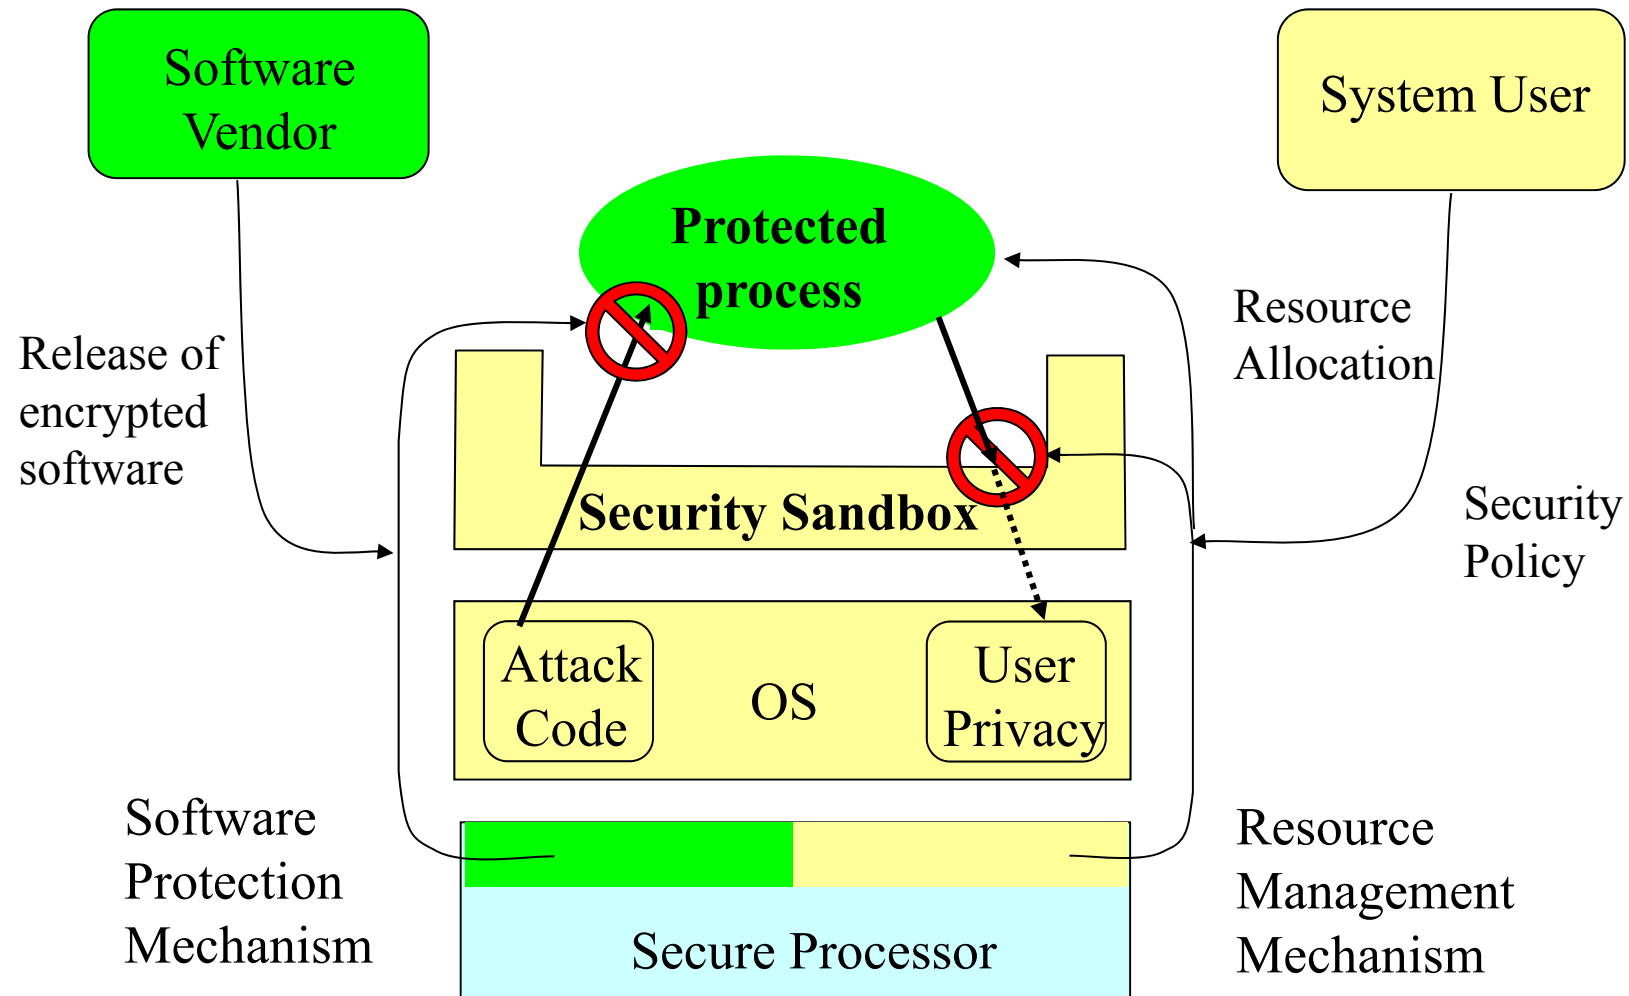 Software
Vendor
System User
Protected
process
Resource
Allocation
Release of
encrypted
software
Security Sandbox
Security
Policy
Attack
Code
OS
User
Privacy
Software
Protection
Mechanism
Resource
Management
Mechanism
Secure Processor